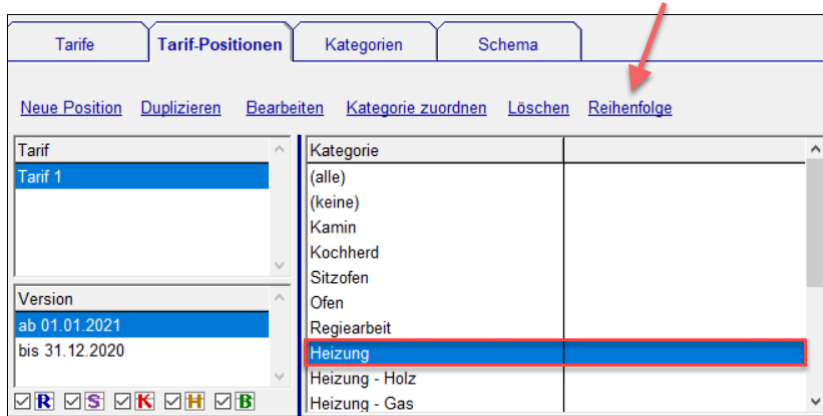 Tarife Tarif-Positionen Kategorien Schema
Neue Position Duplizieren Bearbeiten Kategorie zuordnen Löschen Reihenfolge
Tarif
Tarif 1
Version
ab 01.01.2021
bis 31.12.2020
R S K H B
Kategorie
(alle)
(keine)
Kamin
Kochherd
Sitzofen
Ofen
Regiearbeit
Heizung
Heizung - Holz
Heizung - Gas